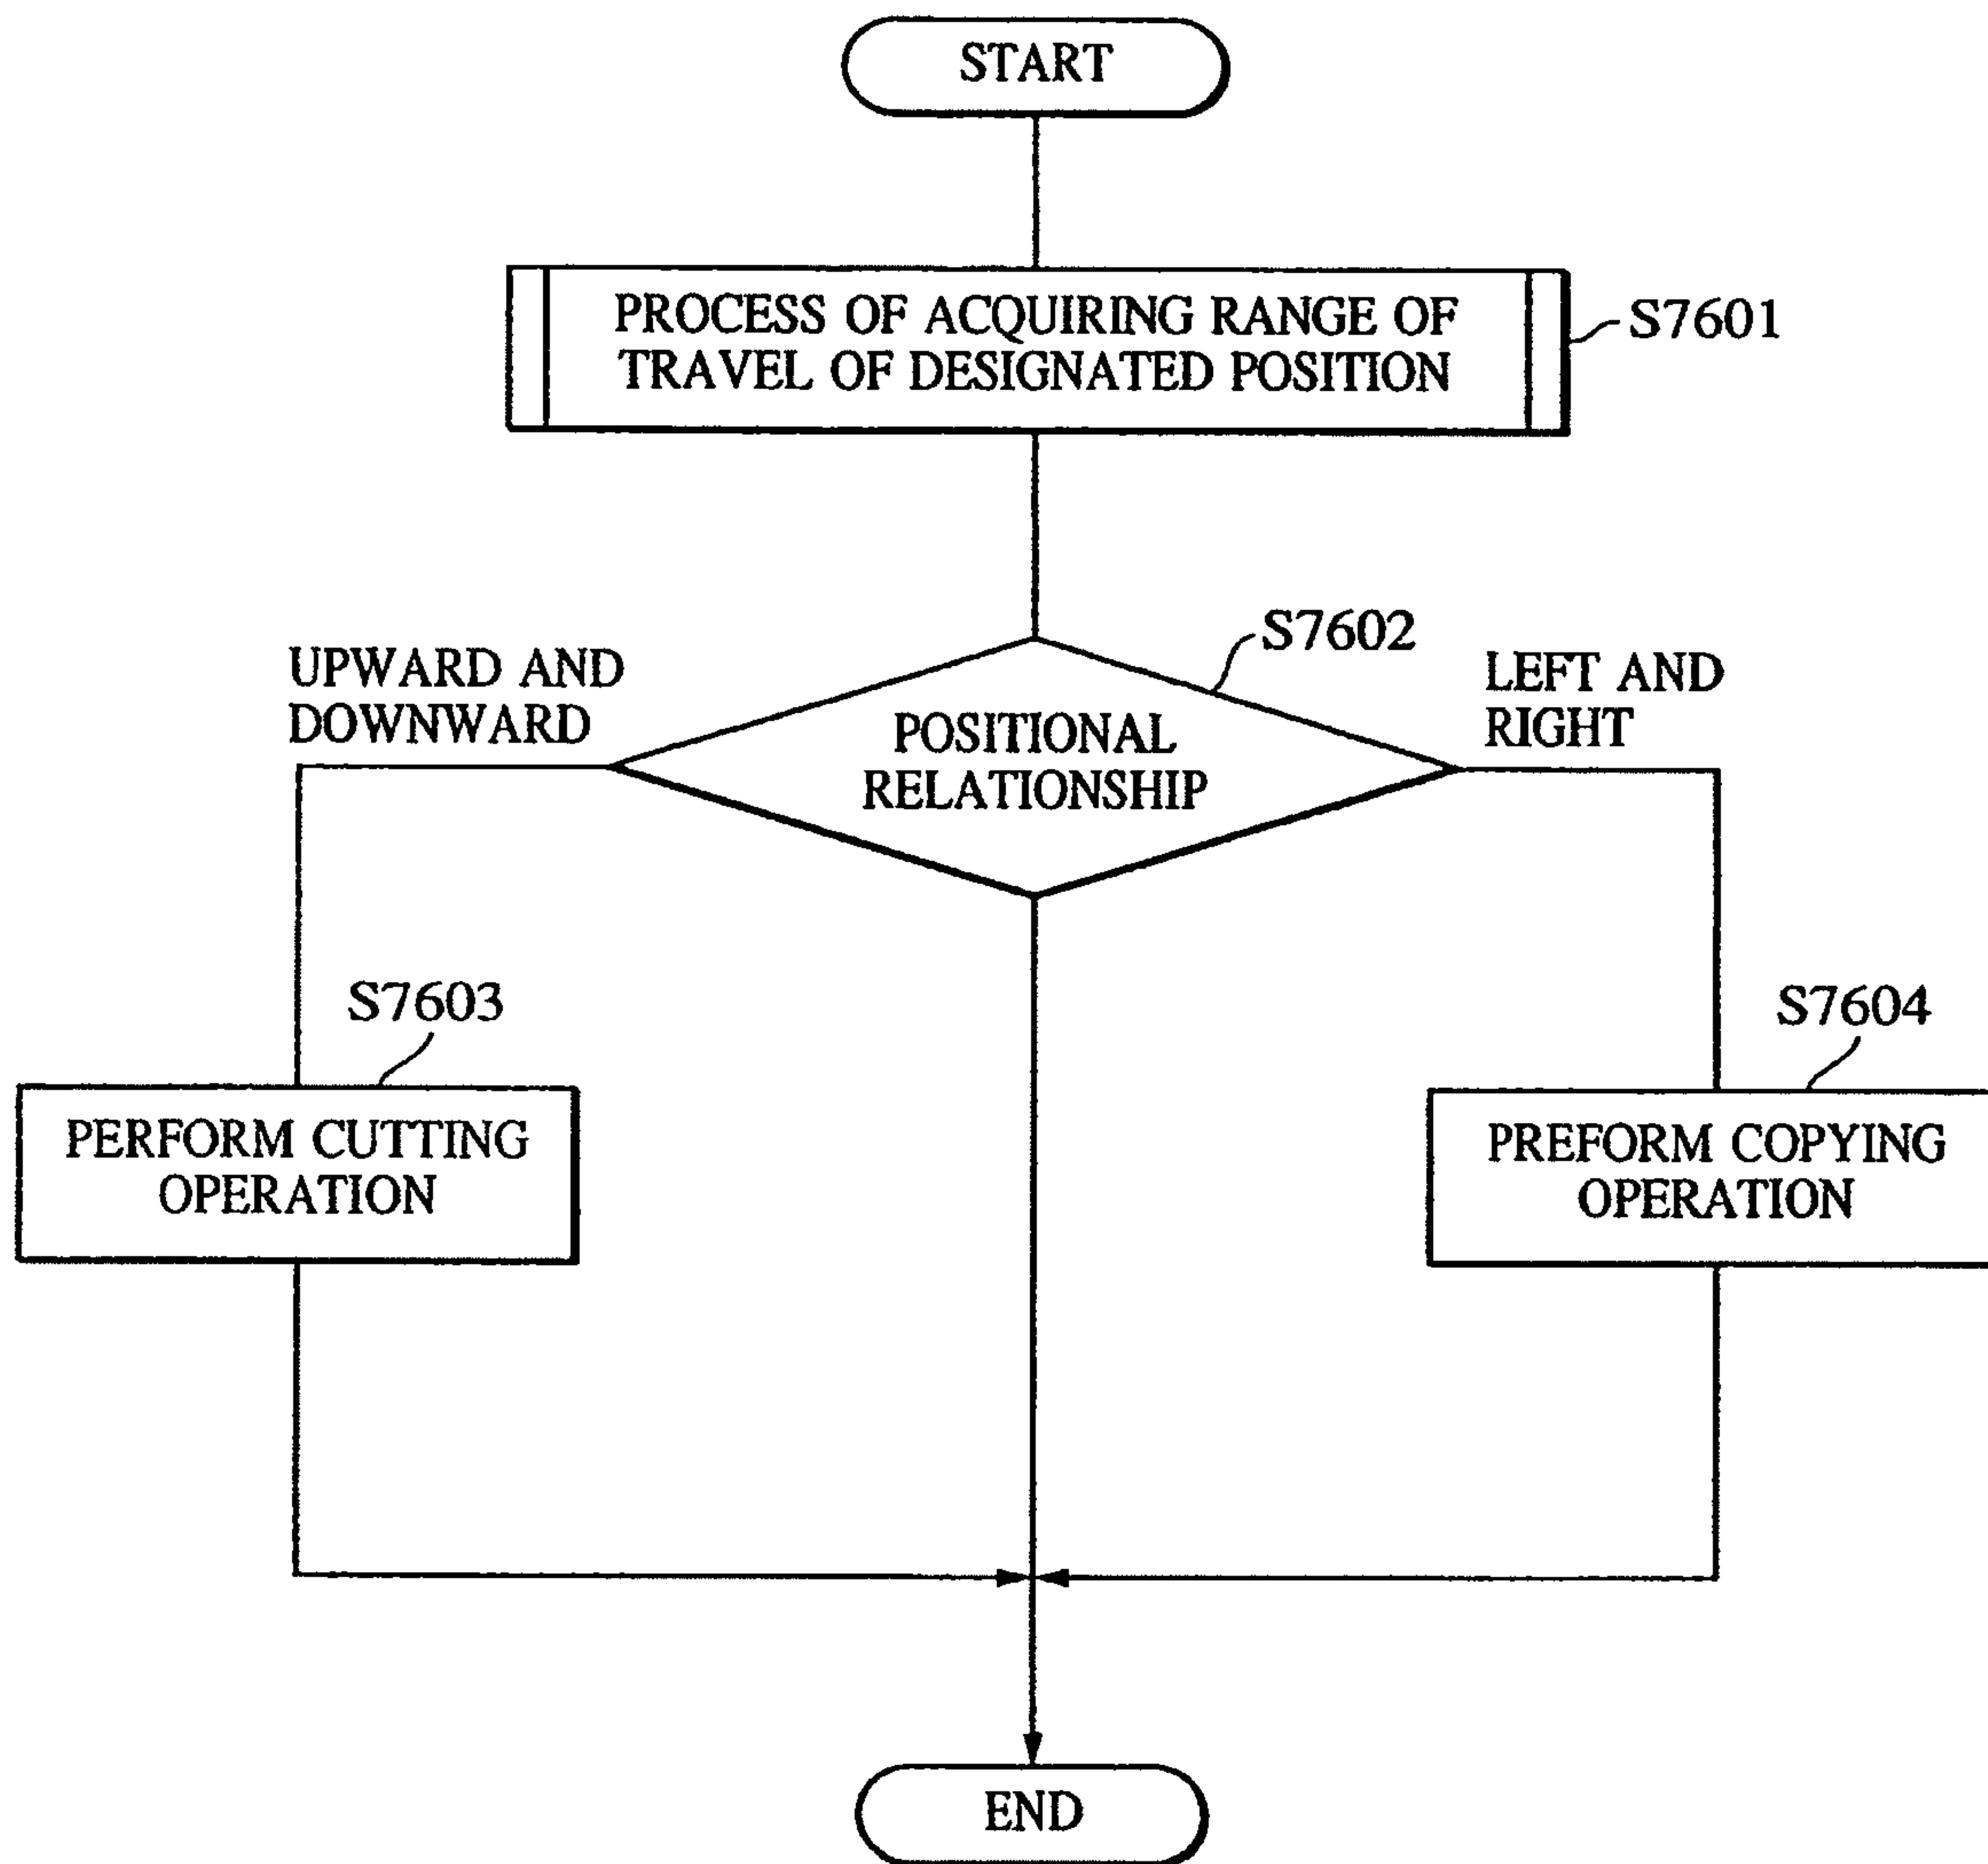 START
PROCESS OF ACQUIRING RANGE OF
TRAVEL OF DESIGNATED POSITION
S7601
S7602
UPWARD AND
DOWNWARD
POSITIONAL
RELATIONSHIP
LEFT AND
RIGHT
S7603
PERFORM CUTTING
OPERATION
S7604
PREFORM COPYING
OPERATION
END